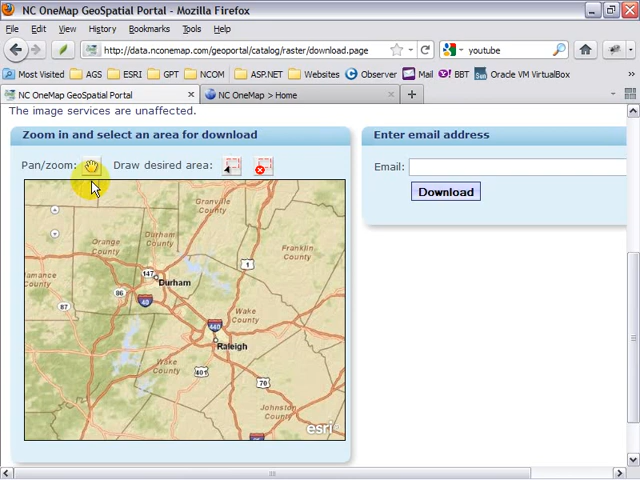 NC OneMap GeoSpatial Portal - Mozilla Firefox
File Edit View History Bookmarks Tools Help
http://data.nconemap.com/geoportal/catalog/raster/download.page
youtube
Most Visited AGS ESRI GPS NCOM ASP.NET Websites Observer Mail BBT Oracle VM VirtualBox
NC OneMap GeoSpatial Portal
NC OneMap > Home
The image services are unaffected.
Zoom in and select an area for download
Pan/zoom: Draw desired area:
Granville County
Orange County
Durham County
Franklin County
amance County
147
Durham
1
86
40
87
Wake County
440
Raleigh
Wake County
401
70
Johnston County
esri
Enter email address
Email:
Download